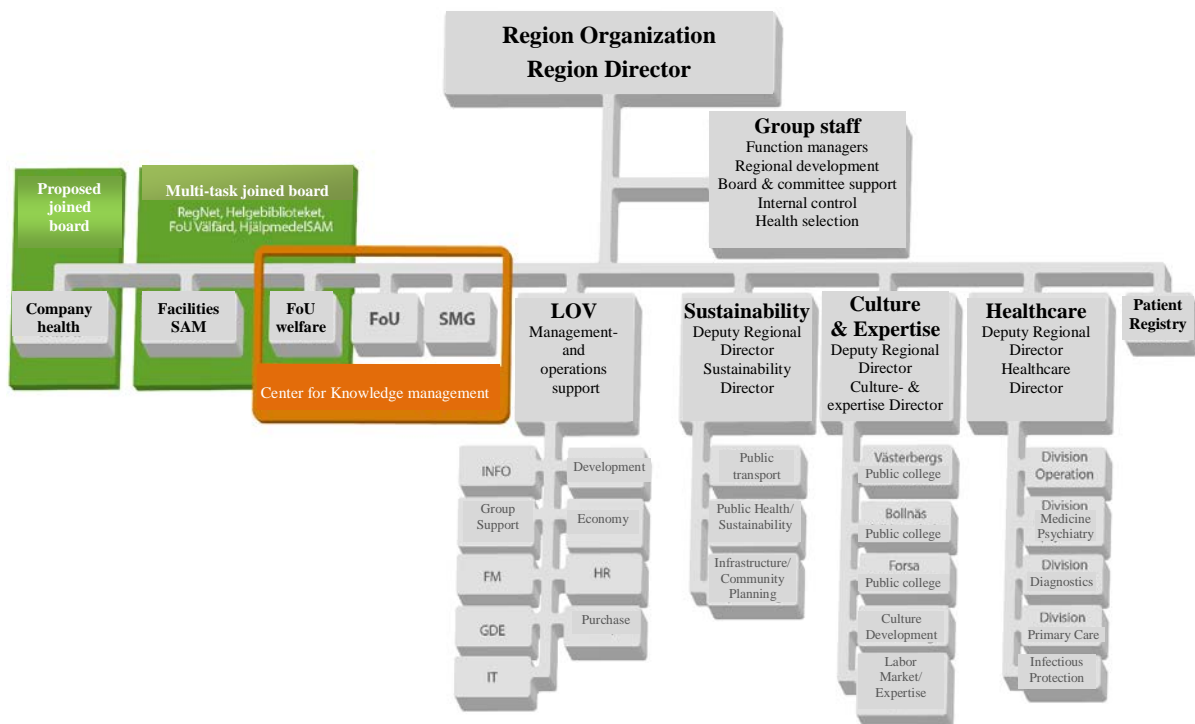 Region Organization
Region Director
Group staff
Function managers
Regional development
Board & committee support
Internal control
Health selection
Proposed
joined
board
Multi-task joined board
RegNet, Helgebiblioteket,
FoU Välfärd, HjälpmedelSAM
Company
health
Facilities
SAM
FoU
welfare
FoU
SMG
Center for Knowledge management
LOV
Management-
and
operations
support
Sustainability
Deputy Regional
Director
Sustainability
Director
Culture
& Expertise
Deputy Regional
Director
Culture- &
expertise Director
Healthcare
Deputy Regional
Director
Healthcare
Director
Patient
Registry
INFO
Development
Group
Support
Economy
FM
HR
GDE
Purchase
IT
Public
transport
Public Health/
Sustainability
Infrastructure/
Community
Planning
Västerbergs
Public college
Bollnäs
Public college
Forsa
Public college
Culture
Development
Labor
Market/
Expertise
Division
Operation
Division
Medicine
Psychiatry
Division
Diagnostics
Division
Primary Care
Infectious
Protection